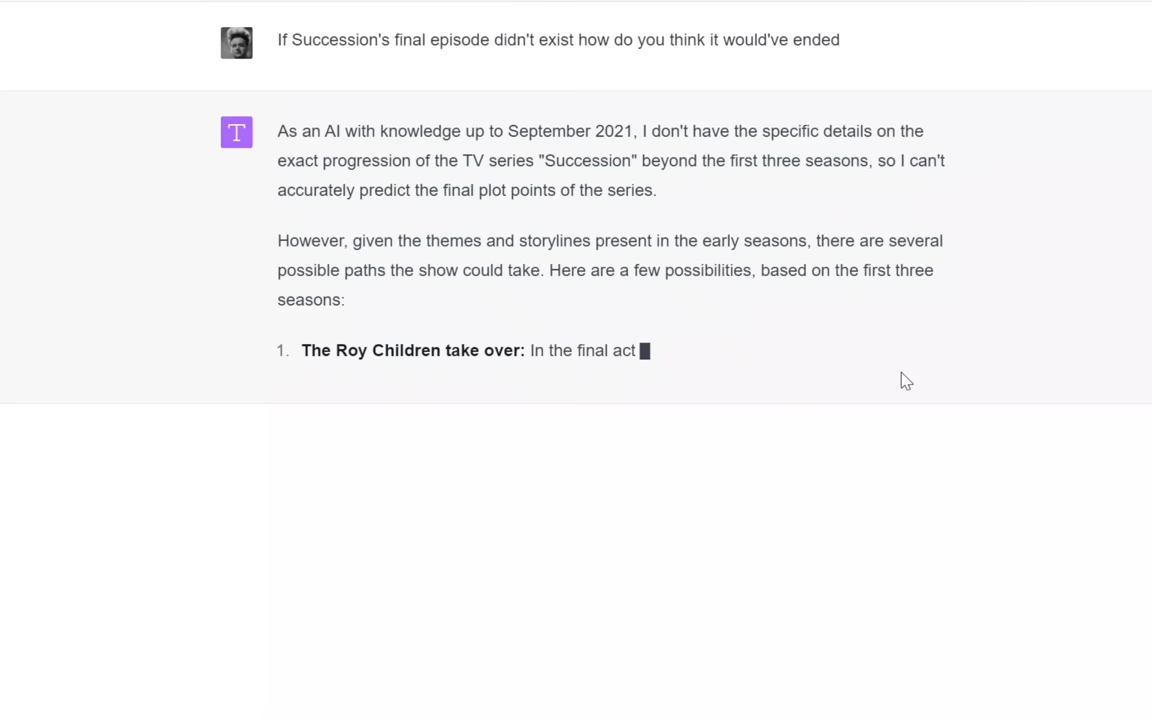 If Succession's final episode didn't exist how do you think it would've ended
T
As an AI with knowledge up to September 2021, I don't have the specific details on the
exact progression of the TV series "Succession" beyond the first three seasons, so I can't
accurately predict the final plot points of the series.
However, given the themes and storylines present in the early seasons, there are several
possible paths the show could take. Here are a few possibilities, based on the first three
seasons:
1. The Roy Children take over: In the final act